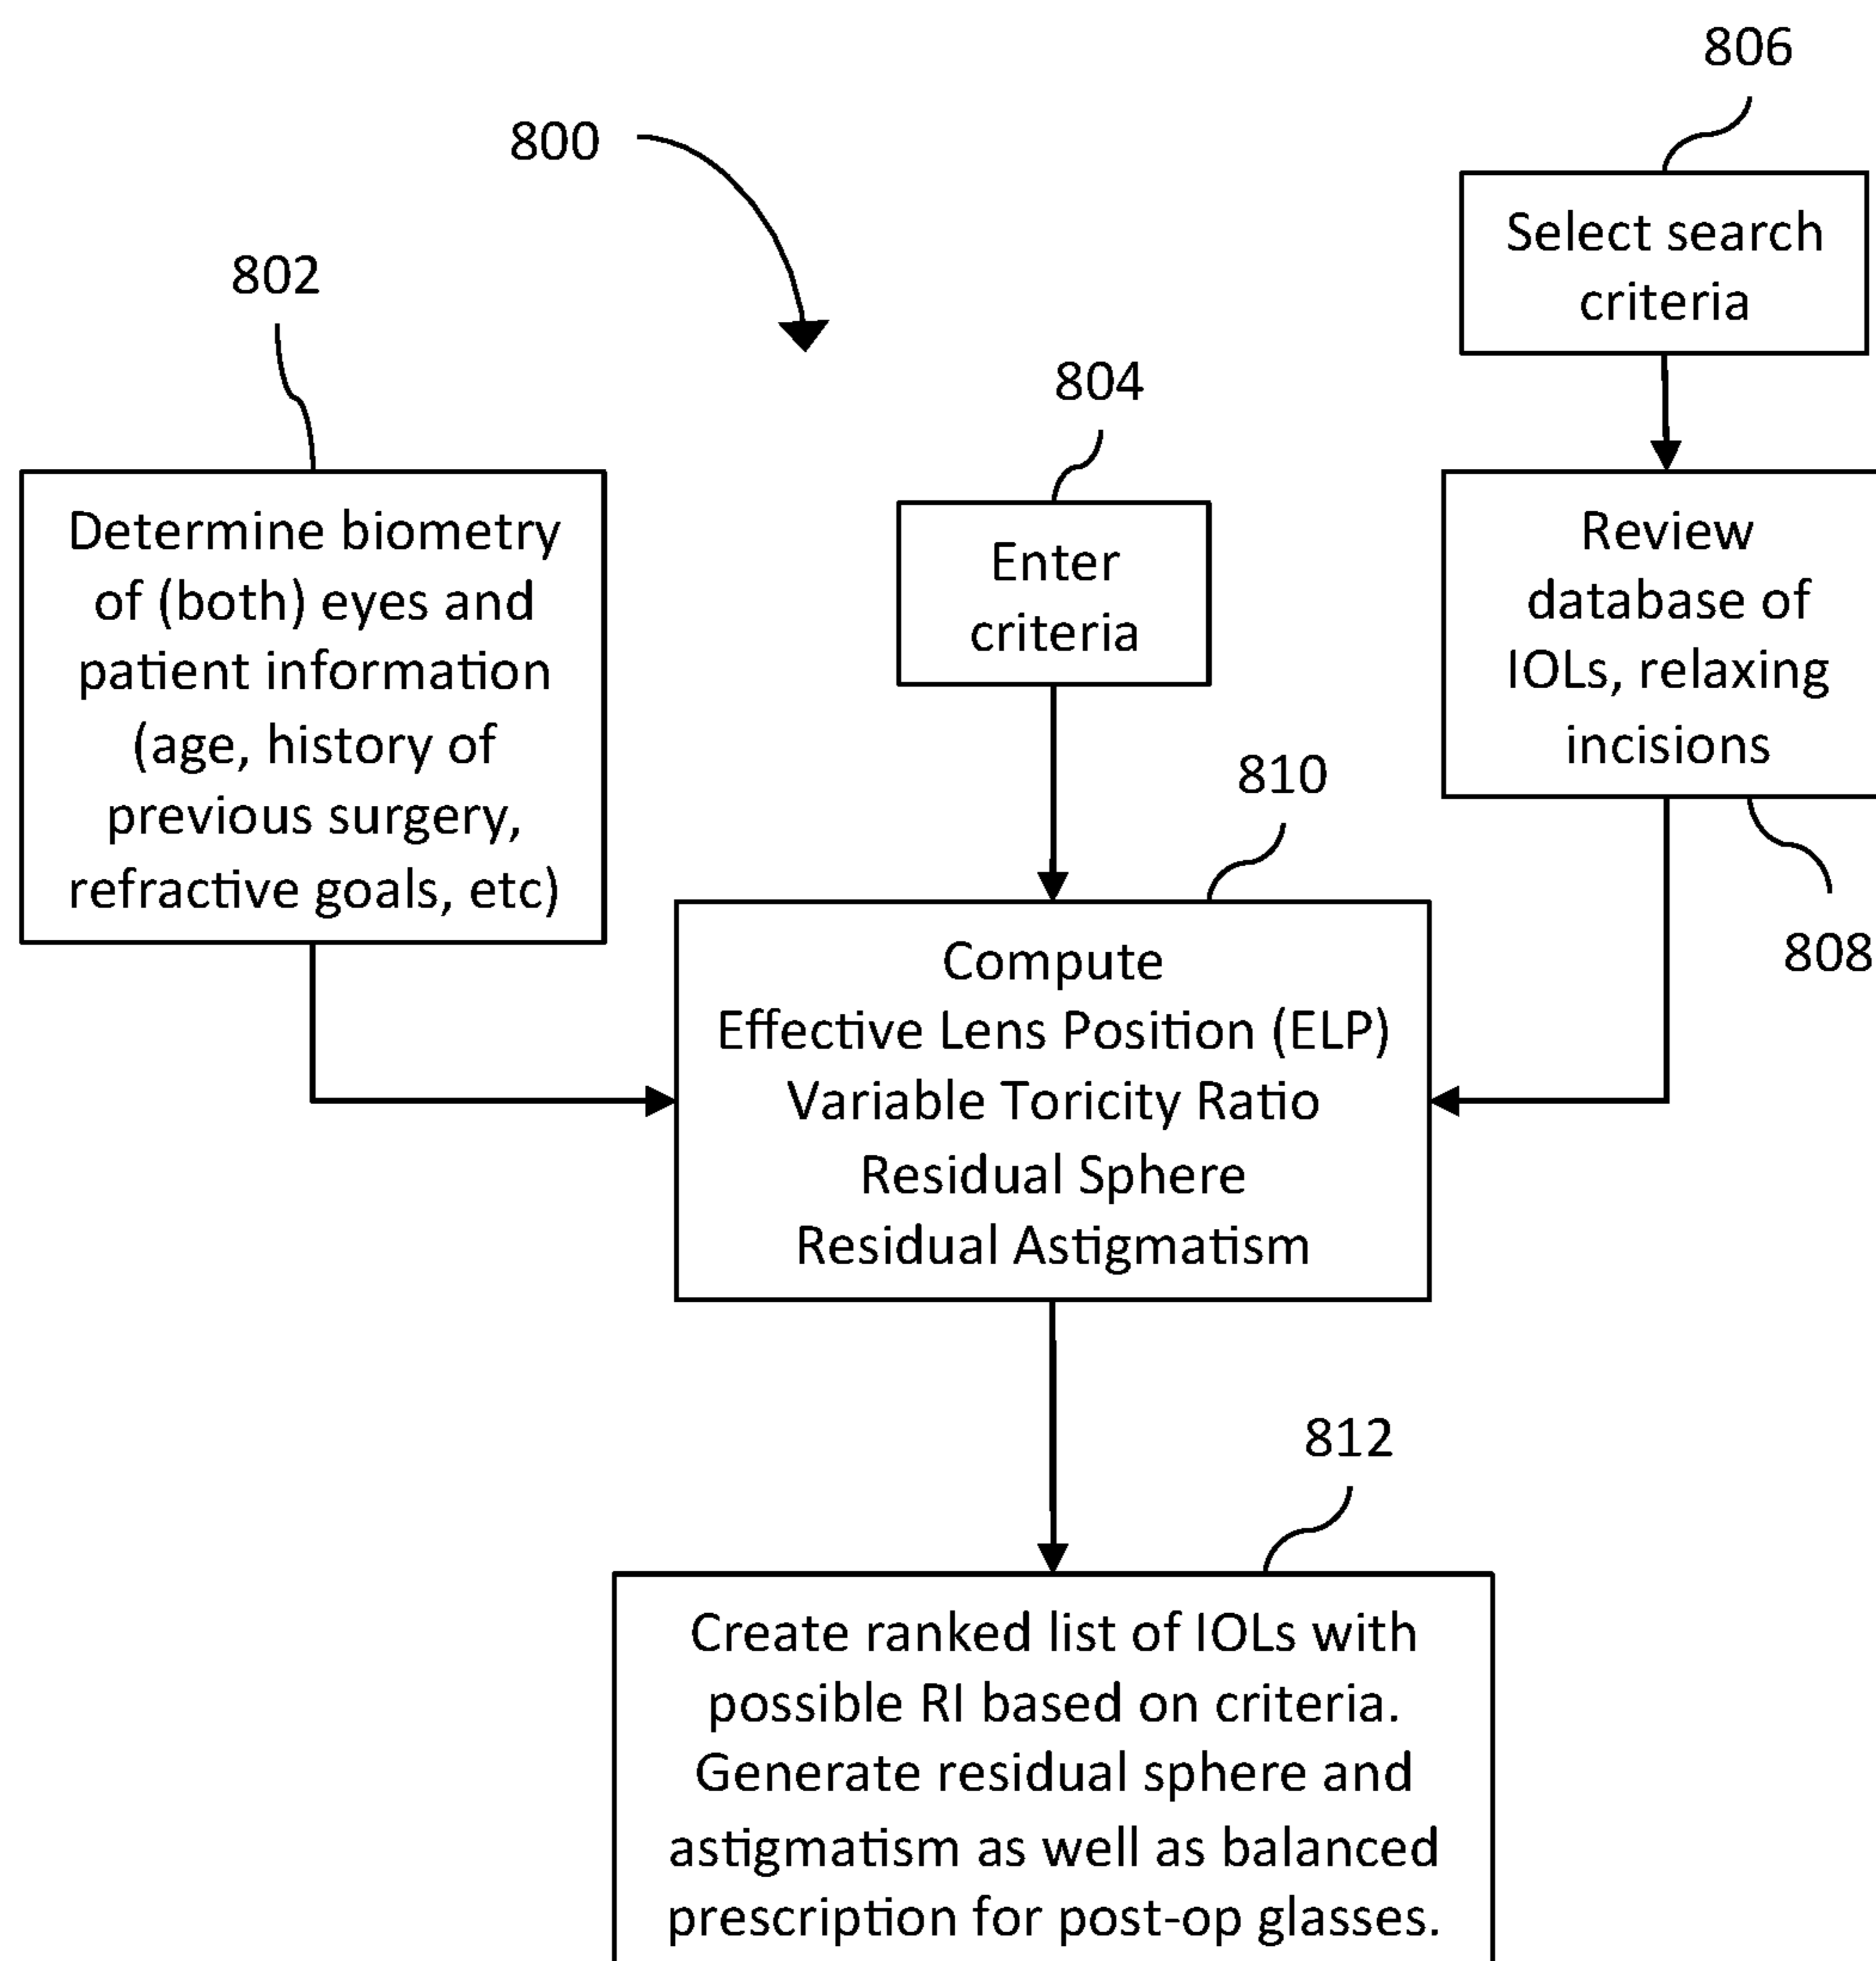 806
800
Select search
criteria
802
804
Determine biometry
of (both) eyes and
patient information
(age, history of
previous surgery,
refractive goals, etc)
Enter
criteria
Review
database of
IOLs, relaxing
incisions
810
808
Compute
Effective Lens Position (ELP)
Variable Toricity Ratio
Residual Sphere
Residual Astigmatism
812
Create ranked list of IOLs with
possible RI based on criteria.
Generate residual sphere and
astigmatism as well as balanced
prescription for post-op glasses.